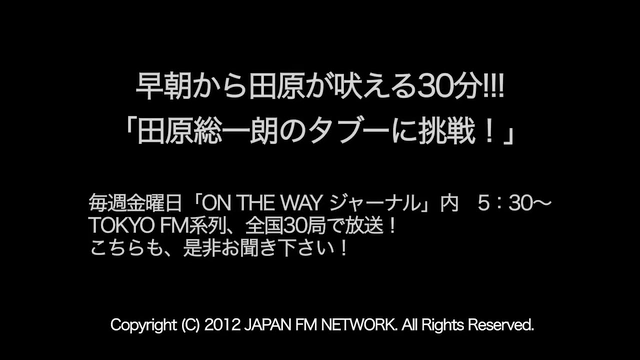 早朝から田原が吠える30分!!!
「田原総一朗のタブーに挑戦！」
毎週金曜日「ON THE WAY ジャーナル」内　5：30～
TOKYO FM系列、全国30局で放送！
こちらも、是非お聞き下さい！
Copyright (C) 2012 JAPAN FM NETWORK. All Rights Reserved.